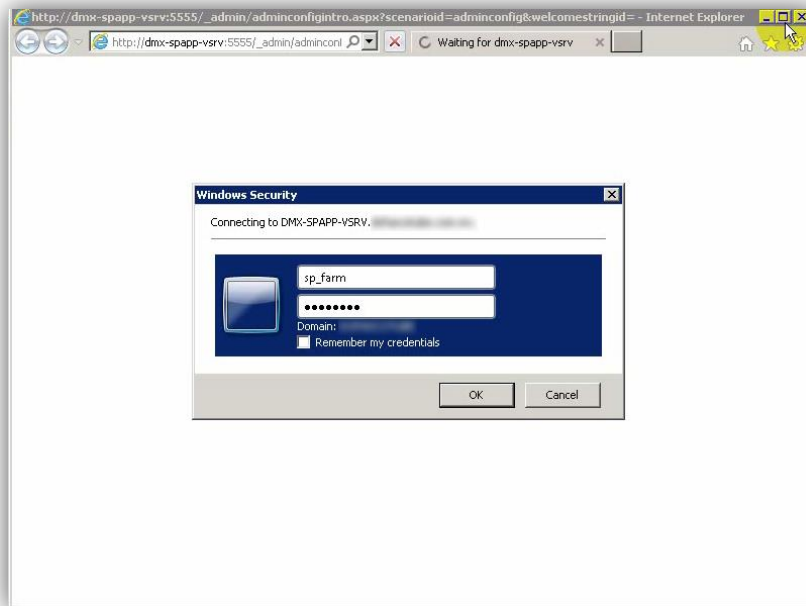 http://dmx-spapp-vsrv:5555/_admin/adminconfigintro.aspx?scenarioid=adminconfig&welcomestringid= - Internet Explorer
http://dmx-spapp-vsrv:5555/_admin/adminconf Waiting for dmx-spapp-vsrv
Windows Security
Connecting to DMX-SPAPP-VSRV.
sp_farm
••••••••
Domain:
Remember my credentials
OK Cancel